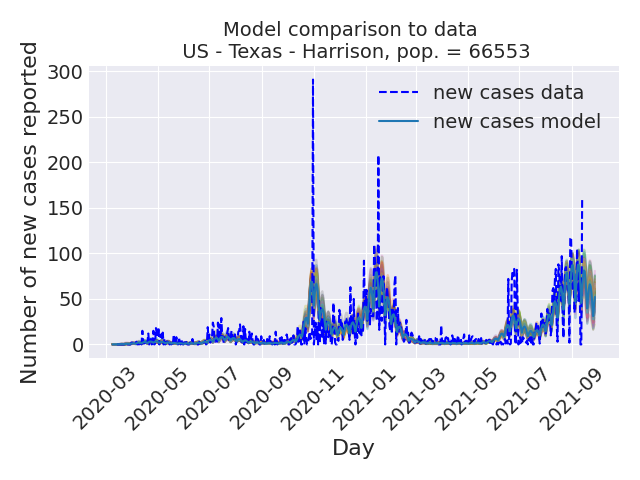 Model comparison to data
US - Texas - Harrison, pop. = 66553
Number of new cases reported
300
250
200
150
100
50
0
new cases data
new cases model
2020-03
2020-05
2020-07
2020-09
2020-11
2021-01
2021-03
2021-05
2021-07
2021-09
Day